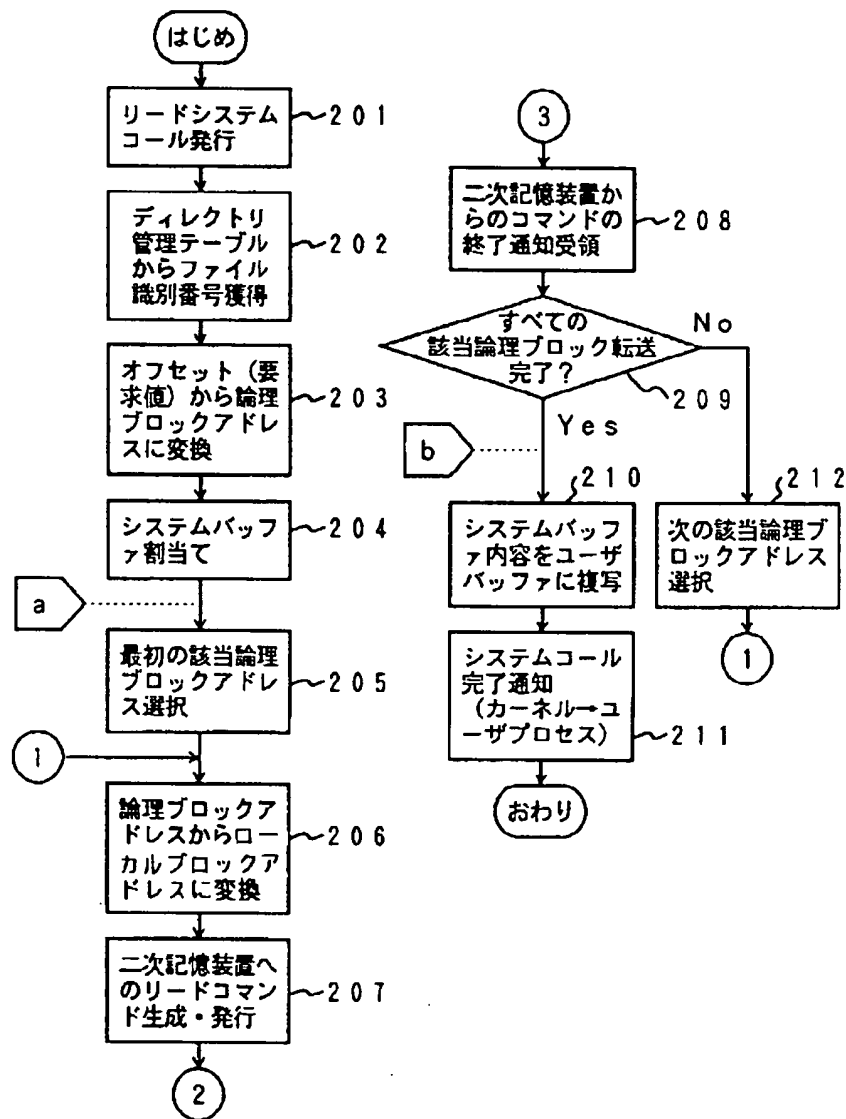 はじめ
リードシステム
コール発行
201
ディレクトリ
管理テーブル
からファイル
識別番号獲得
202
オフセット（要
求値）から論理
ブロックアドレ
スに変換
203
システムバッフ
ァ割当て
204
a
最初の該当論理
ブロックアドレ
ス選択
205
1
論理ブロックア
ドレスからロー
カルブロックア
ドレスに変換
206
二次記憶装置へ
のリードコマン
ド生成・発行
207
2
3
二次記憶装置か
らのコマンドの
終了通知受領
208
すべての
該当論理ブロック転送
完了？
No
209
Yes
b
210
システムバッフ
ァ内容をユーザ
バッファに複写
212
次の該当論理ブ
ロックアドレス
選択
1
システムコール
完了通知
（カーネル→ユ
ーザプロセス）
211
おわり